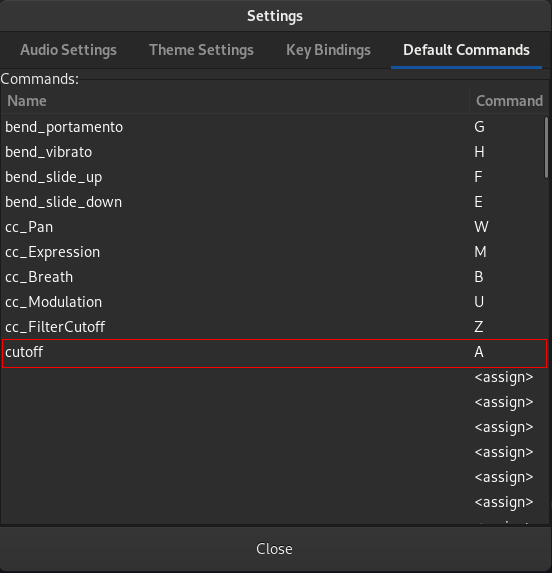 Settings
Audio Settings Theme Settings Key Bindings Default Commands
Commands:
Name Command
bend_portamento G
bend_vibrato H
bend_slide_up F
bend_slide_down E
cc_Pan W
cc_Expression M
cc_Breath B
cc_Modulation U
cc_FilterCutoff Z
cutoff A
<assign>
<assign>
<assign>
<assign>
<assign>
<assign>
Close